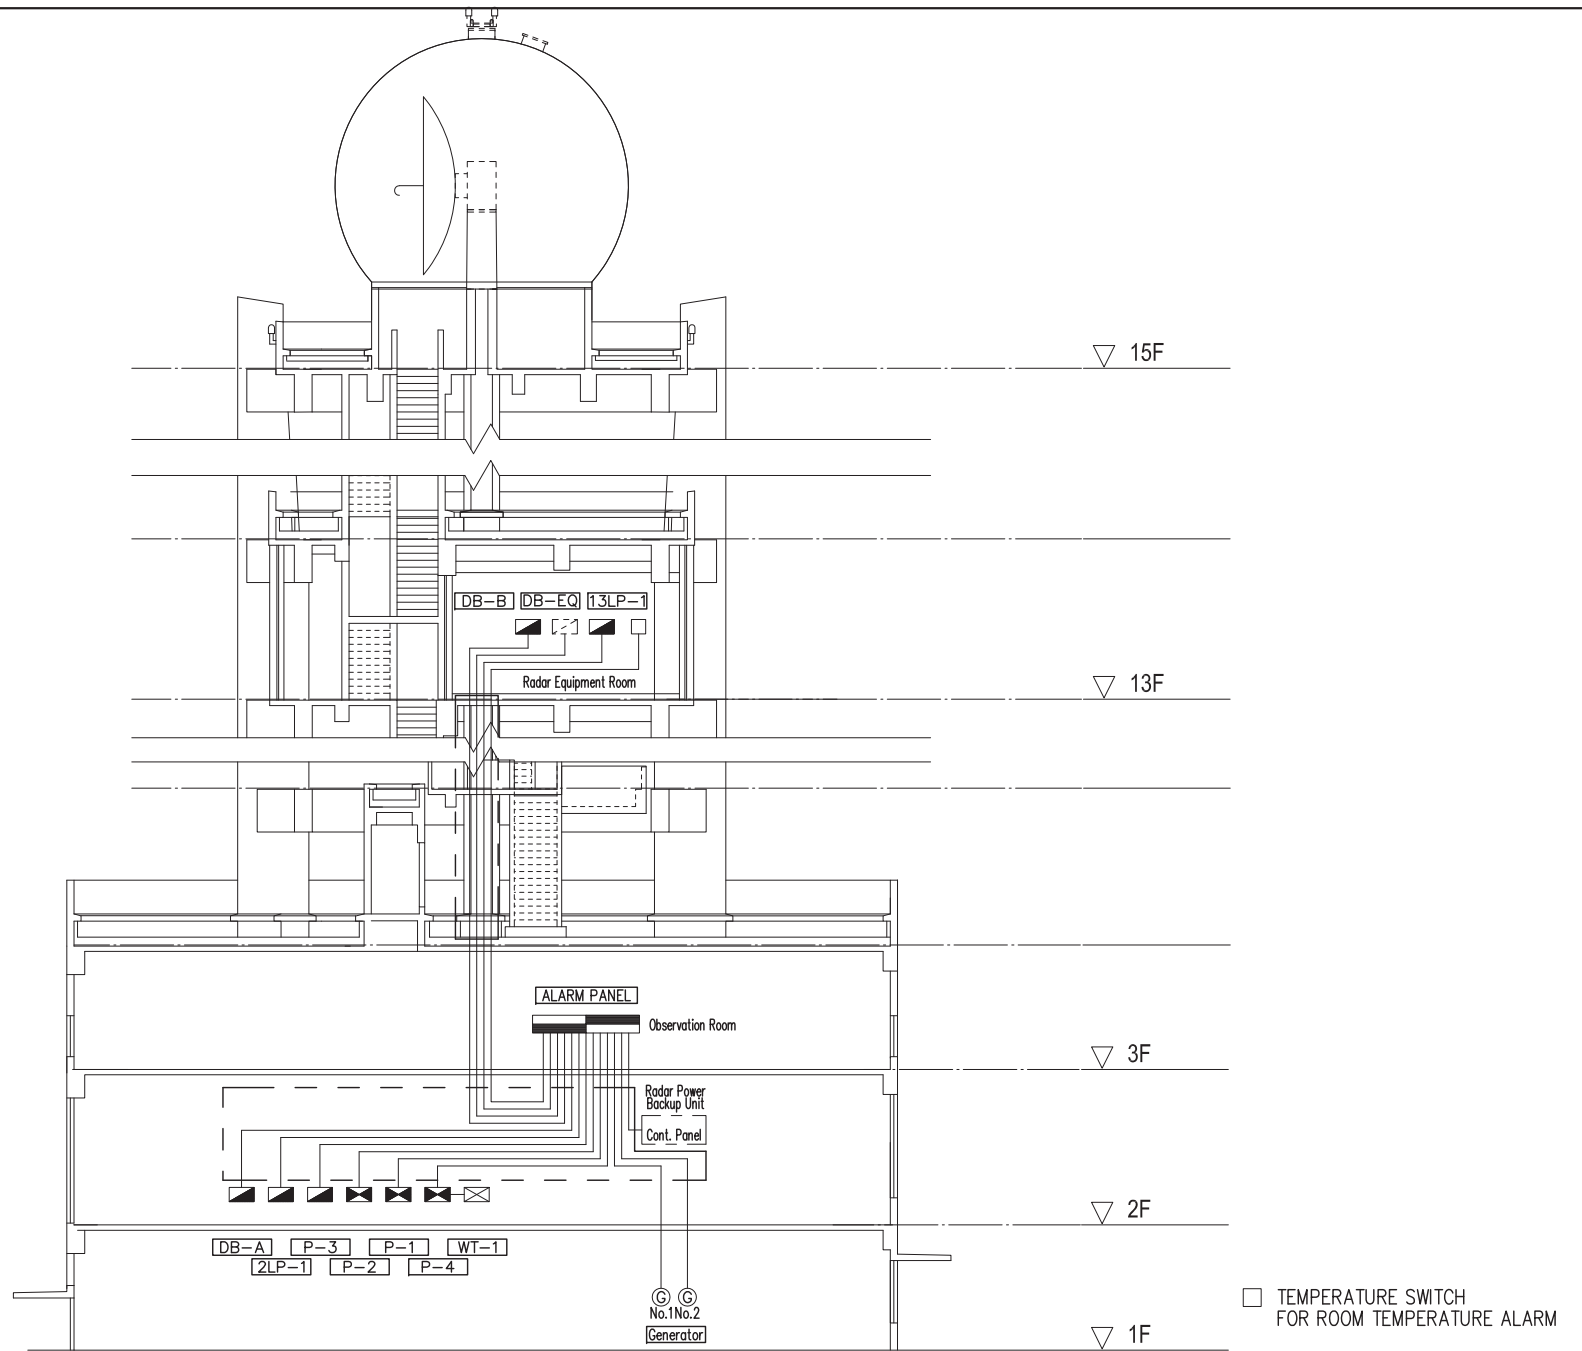 15F
DB-B DB-EQ 13LP-1
Radar Equipment Room
13F
ALARM PANEL
Observation Room
3F
Radar Power
Backup Unit
Cont. Panel
2F
DB-A P-3 P-1 WT-1
2LP-1 P-2 P-4
G G
No.1 No.2
Generator
TEMPERATURE SWITCH
FOR ROOM TEMPERATURE ALARM
1F